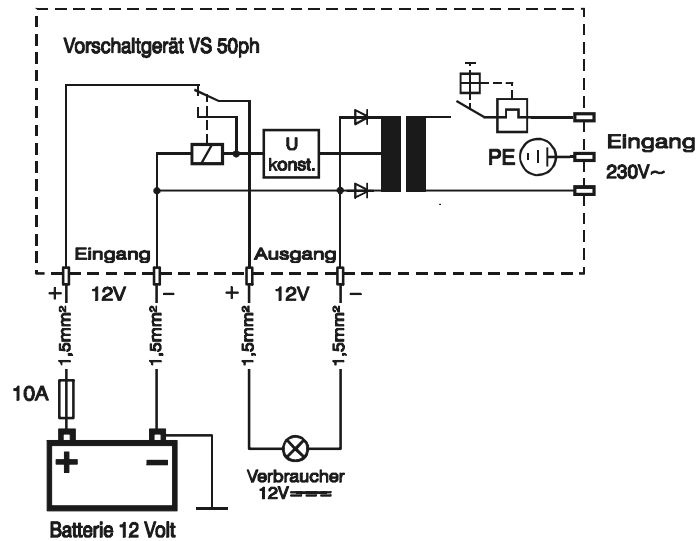 Vorschaltgerät VS 50ph
U
konst.
PE
Eingang
230V~
Eingang
Ausgang
+ 12V − + 12V −
1,5mm²
1,5mm²
1,5mm²
1,5mm²
10A
+ −
Verbraucher
12V
Batterie 12 Volt